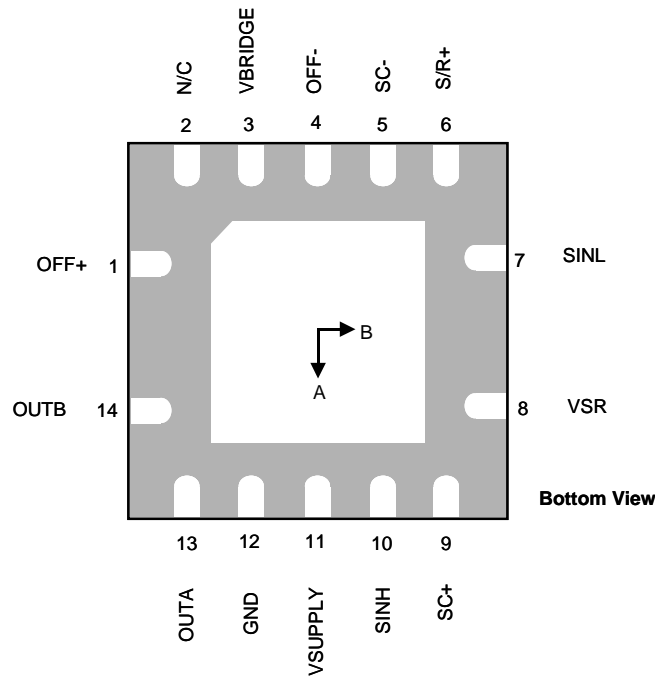 N/C
VBRIDGE
OFF-
SC-
S/R+
2
3
4
5
6
OFF+ 1
7 SINL
B
A
OUTB 14
8 VSR
Bottom View
13
12
11
10
9
OUTA
GND
VSUPPLY
SINH
SC+